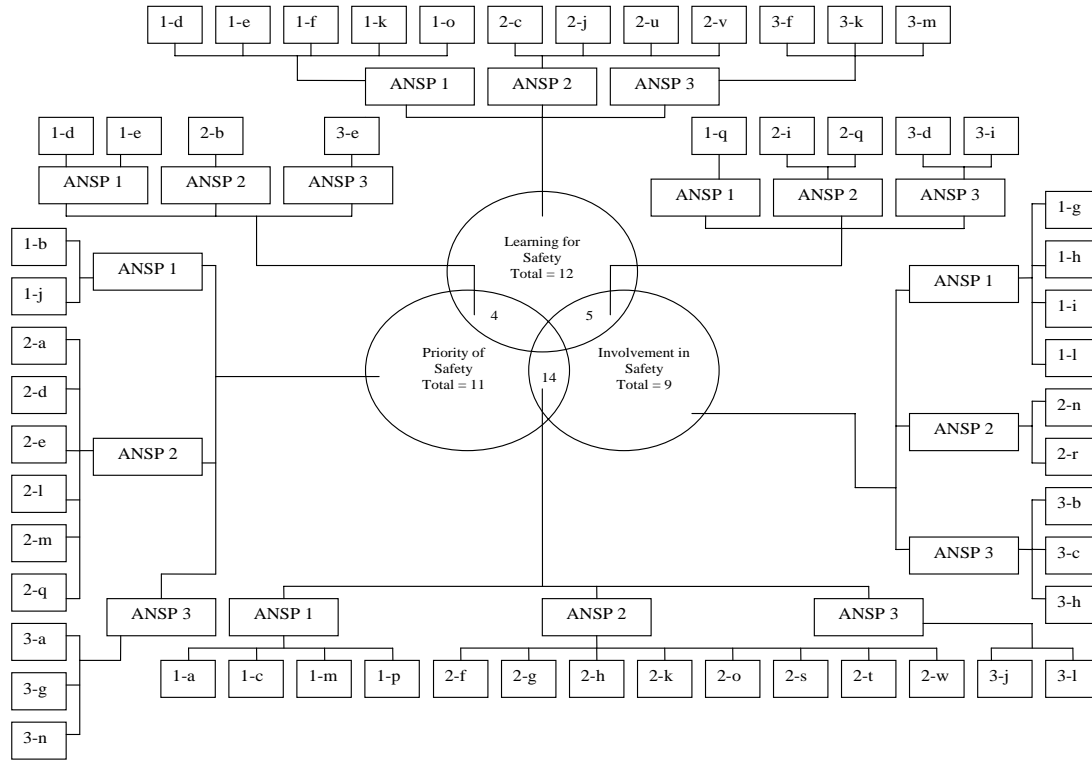 1-d 1-e 1-f 1-k 1-o 2-c 2-j 2-u 2-v 3-f 3-k 3-m
ANSP 1 ANSP 2 ANSP 3
1-d 1-e 2-b 3-e
ANSP 1 ANSP 2 ANSP 3
1-q 2-i 2-q 3-d 3-i
ANSP 1 ANSP 2 ANSP 3
1-b
1-j
ANSP 1
2-a
2-d
2-e
2-l
2-m
2-q
ANSP 2
3-a
3-g
3-n
ANSP 3
Learning for
Safety
Total = 12
4
5
Priority of
Safety
Total = 11
14
Involvement in
Safety
Total = 9
ANSP 1
1-g
1-h
1-i
1-l
ANSP 2
2-n
2-r
ANSP 3
3-b
3-c
3-h
ANSP 1 ANSP 2 ANSP 3
1-a 1-c 1-m 1-p 2-f 2-g 2-h 2-k 2-o 2-s 2-t 2-w 3-j 3-l